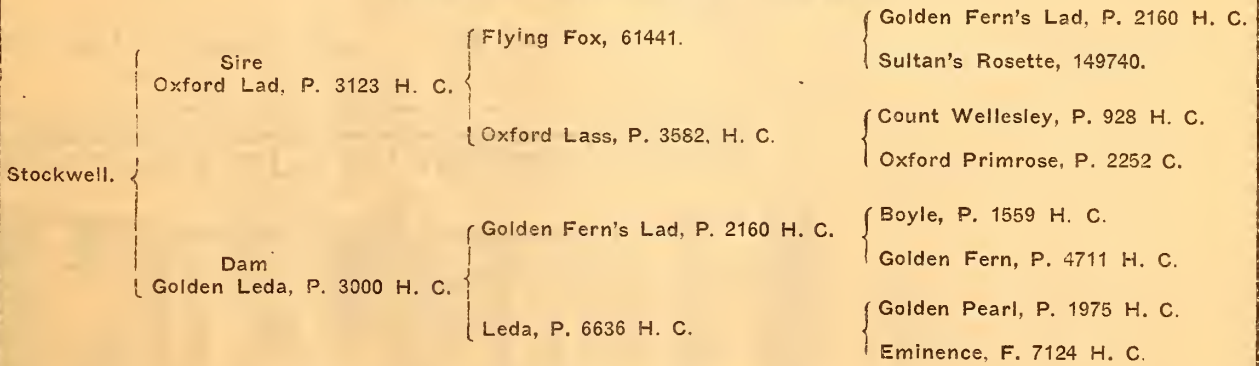 Golden Fern's Lad, P. 2160 H. C.
Flying Fox, 61441.
Sire
Sultan's Rosette, 149740.
Oxford Lad, P. 3123 H. C.
Count Wellesley, P. 928 H. C.
Oxford Lass, P. 3582, H. C.
Oxford Primrose, P. 2252 C.
Stockwell.
Boyle, P. 1559 H. C.
Golden Fern's Lad, P. 2160 H. C.
Dam
Golden Fern, P. 4711 H. C.
Golden Leda, P. 3000 H. C.
Golden Pearl, P. 1975 H. C.
Leda, P. 6636 H. C.
Eminence, F. 7124 H. C.